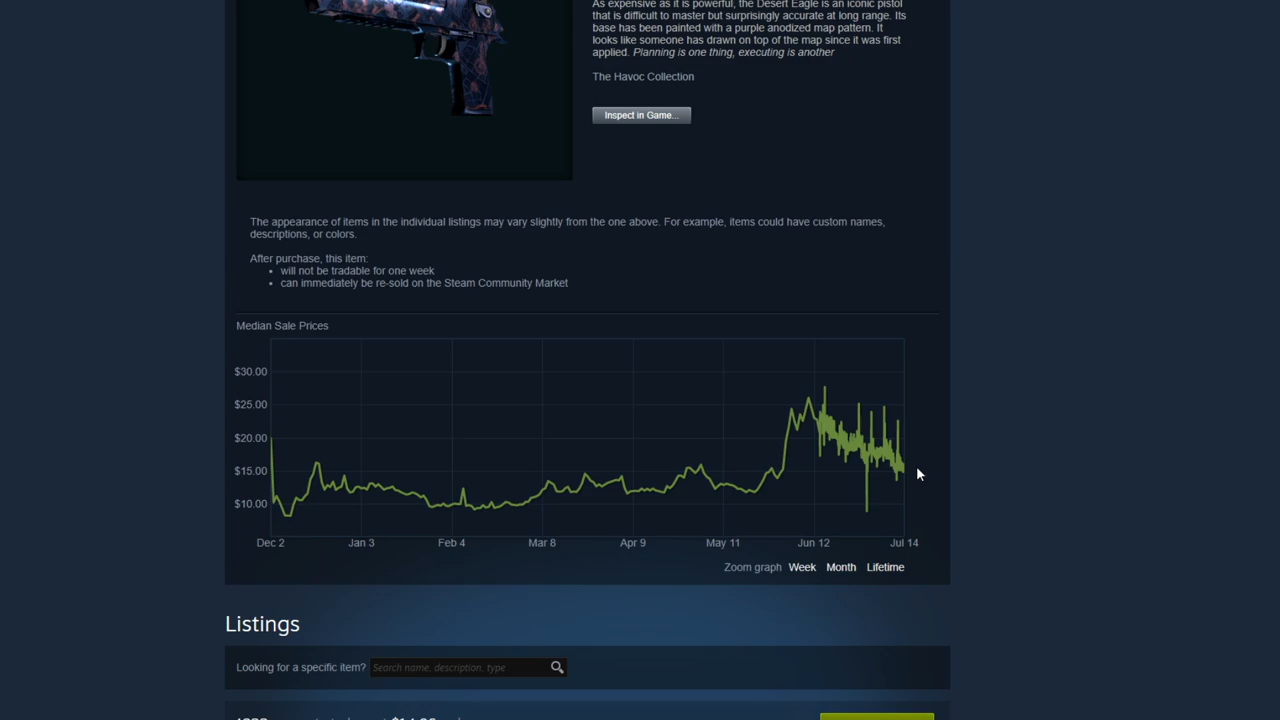 As expensive as it is powerful, the Desert Eagle is an iconic pistol
that is difficult to master but surprisingly accurate at long range. Its
base has been painted with a purple anodized map pattern. It
looks like someone has drawn on top of the map since it was first
applied. Planning is one thing, executing is another
The Havoc Collection
Inspect in Game...
The appearance of items in the individual listings may vary slightly from the one above. For example, items could have custom names,
descriptions, or colors.
After purchase, this item:
• will not be tradable for one week
• can immediately be re-sold on the Steam Community Market
Median Sale Prices
$30.00
$25.00
$20.00
$15.00
$10.00
Dec 2 Jan 3 Feb 4 Mar 8 Apr 9 May 11 Jun 12 Jul 14
Zoom graph Week Month Lifetime
Listings
Looking for a specific item? Search name, description, type